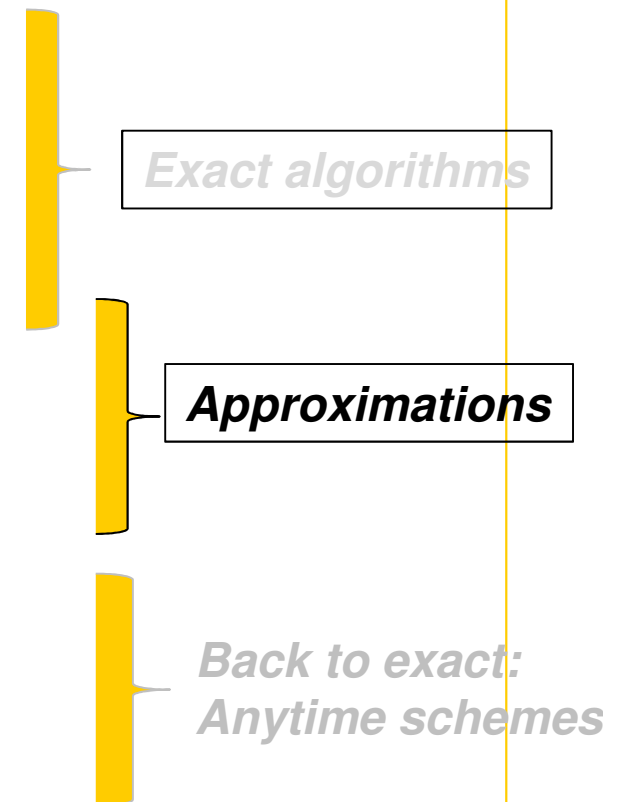 Exact algorithms
Approximations
Back to exact:
Anytime schemes